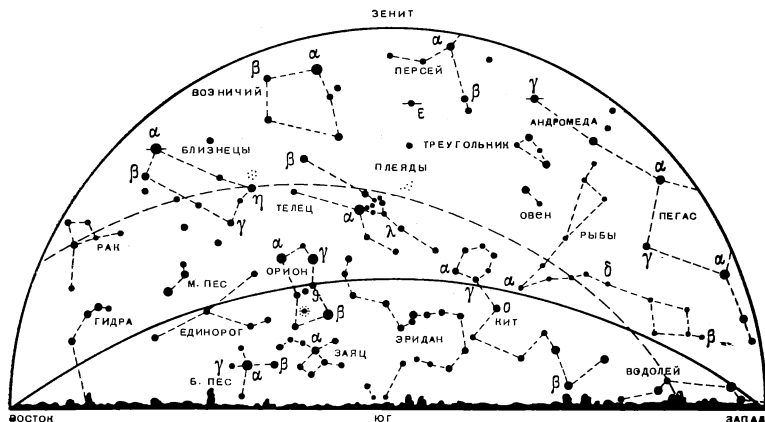 ЗЕНИТ
α
β α ПЕРСЕЙ
ВОЗНИЧИЙ ε β γ
АНДРОМЕДА
α БЛИЗНЕЦЫ β ПЛЕЯДЫ ТРЕУГОЛЬНИК
β η ТЕЛЕЦ α ОВЕН α
ПЕГАС
γ λ РЫБЫ
РАК α γ γ α
М. ПЕС ОРИОН α γ α δ
ГИДРА ЕДИНОРОГ β ЭРИДАН ο КИТ β
γ α β α ЗАЯЦ β ВОДОЛЕЙ
Б. ПЕС
ВОСТОК ЮГ ЗАПАД